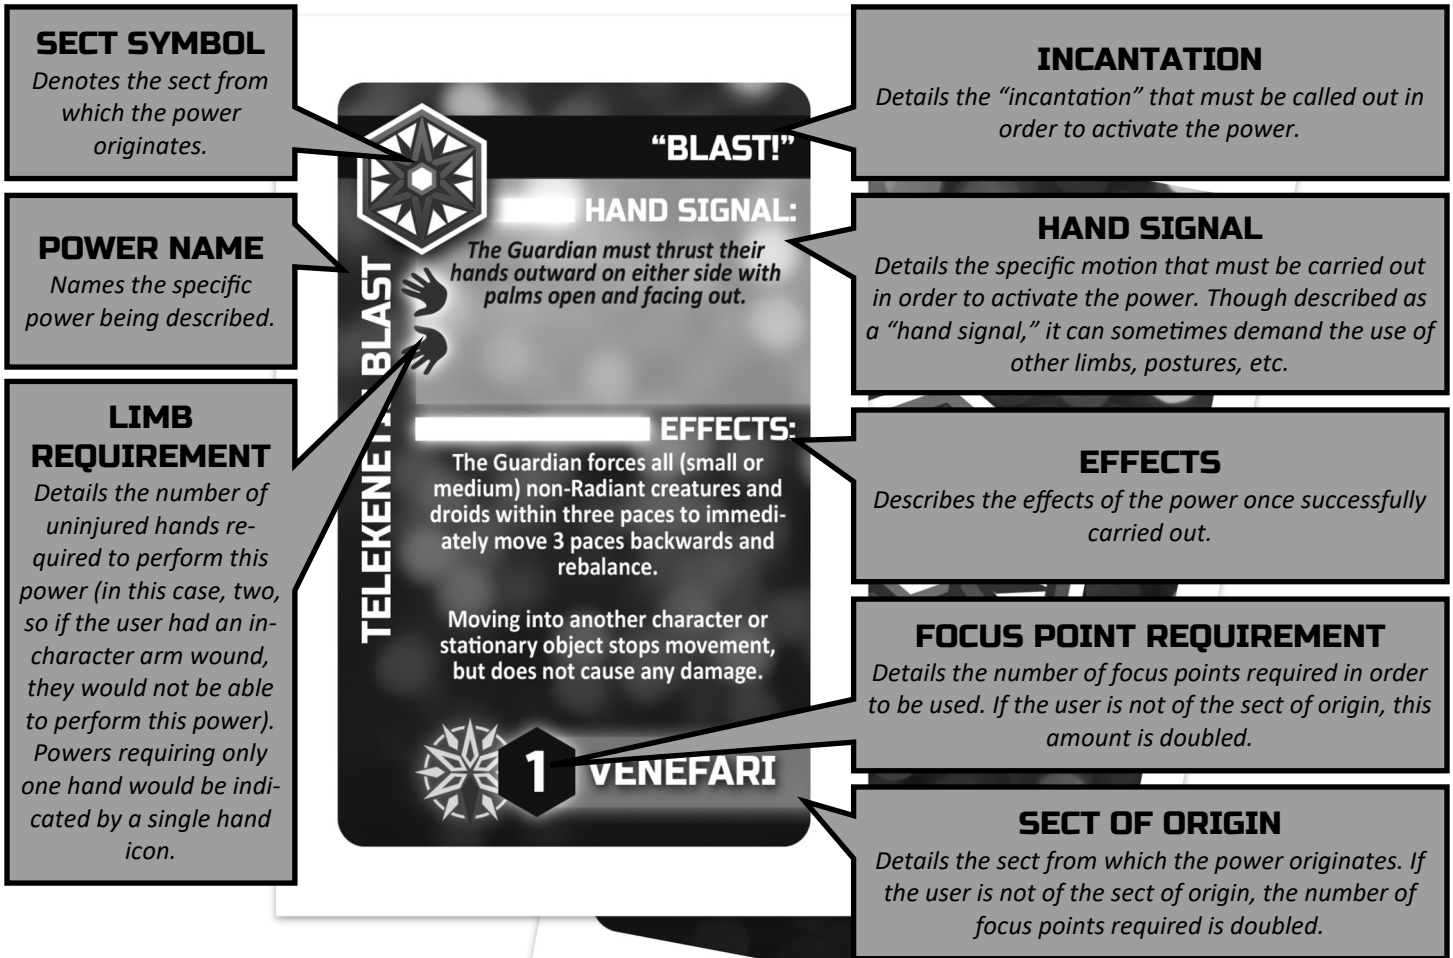 SECT SYMBOL
Denotes the sect from
which the power
originates.
POWER NAME
Names the specific
power being described.
LIMB
REQUIREMENT
Details the number of
uninjured hands re-
quired to perform this
power (in this case, two,
so if the user had an in-
character arm wound,
they would not be able
to perform this power).
Powers requiring only
one hand would be indi-
cated by a single hand
icon.
“BLAST!”
HAND SIGNAL:
The Guardian must thrust their
hands outward on either side with
palms open and facing out.
TELEKENETIC BLAST
EFFECTS:
The Guardian forces all (small or
medium) non-Radiant creatures and
droids within three paces to immedi-
ately move 3 paces backwards and
rebalance.
Moving into another character or
stationary object stops movement,
but does not cause any damage.
1
VENEFARI
INCANTATION
Details the “incantation” that must be called out in
order to activate the power.
HAND SIGNAL
Details the specific motion that must be carried out
in order to activate the power. Though described as
a “hand signal,” it can sometimes demand the use of
other limbs, postures, etc.
EFFECTS
Describes the effects of the power once successfully
carried out.
FOCUS POINT REQUIREMENT
Details the number of focus points required in order
to be used. If the user is not of the sect of origin, this
amount is doubled.
SECT OF ORIGIN
Details the sect from which the power originates. If
the user is not of the sect of origin, the number of
focus points required is doubled.